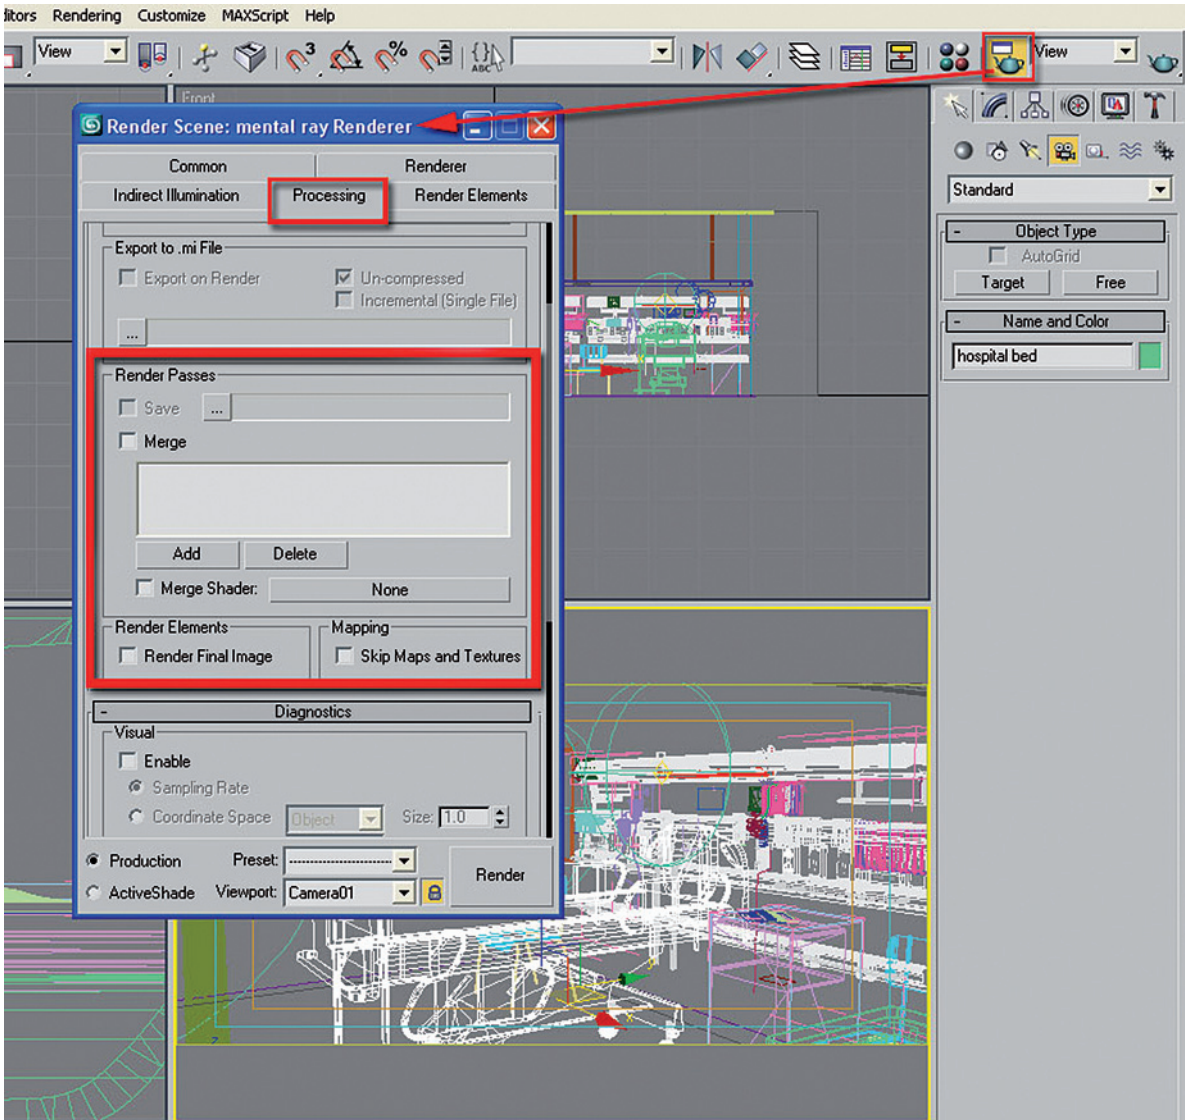 ditors Rendering Customize MAXScript Help
View
3
%
{}
ABC
View
Front
Render Scene: mental ray Renderer
Common Renderer
Indirect Illumination Processing Render Elements
Standard
- Object Type
AutoGrid
Target Free
- Name and Color
hospital bed
Export to .mi File
Export on Render Un-compressed
Incremental (Single File)
...
Render Passes
Save ...
Merge
Add Delete
Merge Shader: None
Render Elements Mapping
Render Final Image Skip Maps and Textures
- Diagnostics
Visual
Enable
Sampling Rate
Coordinate Space Object Size: 1.0
Production Preset: --------------------
ActiveShade Viewport: Camera01
Render
y
x
z